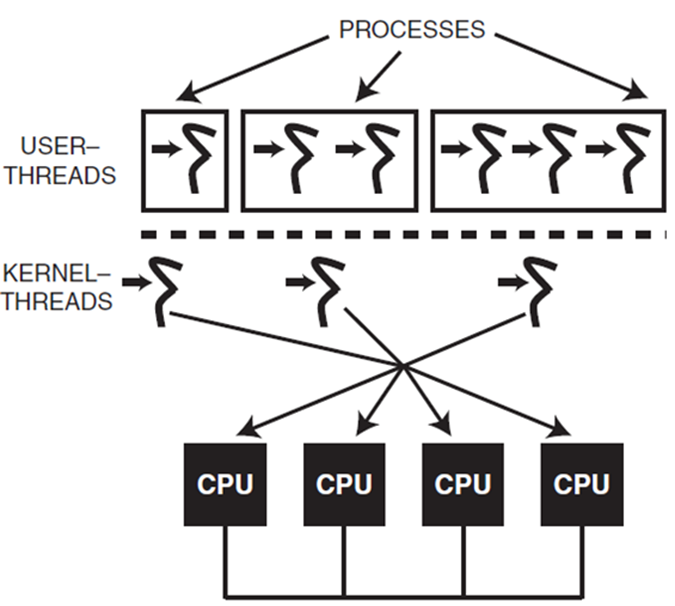 PROCESSES
USER–
THREADS
KERNEL–
THREADS
CPU
CPU
CPU
CPU